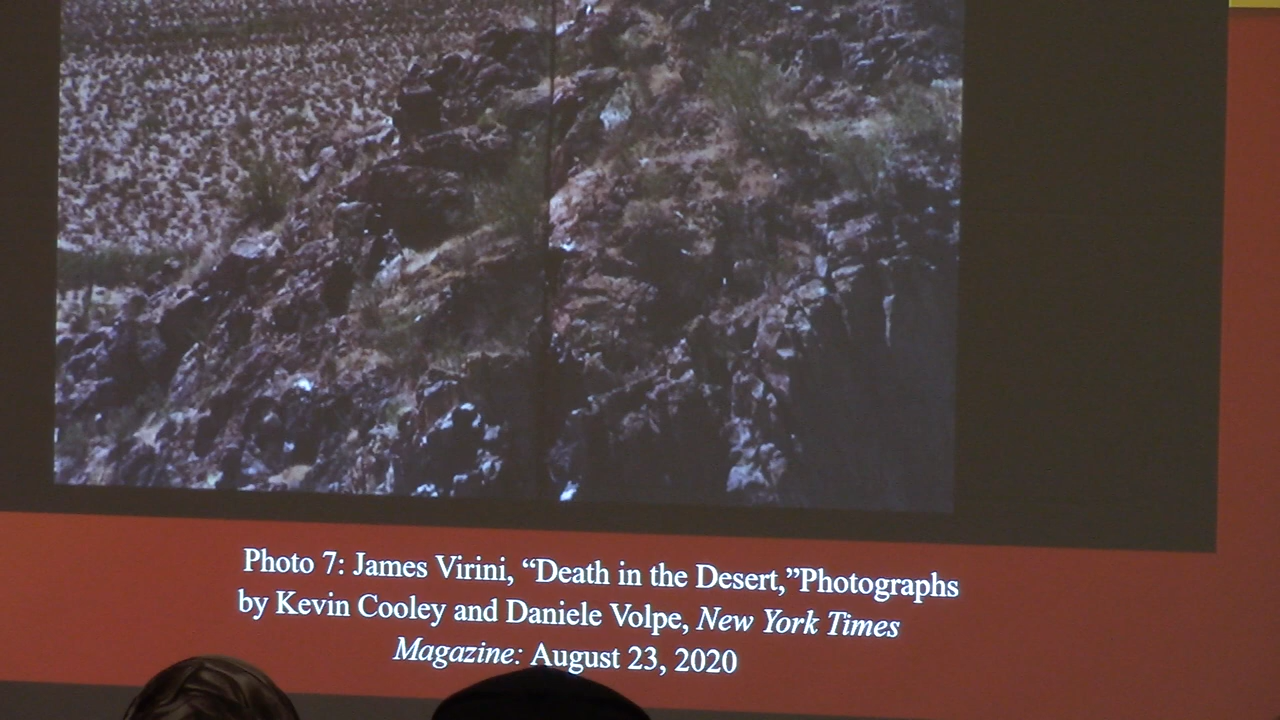 Photo 7: James Virini, “Death in the Desert,”Photographs
by Kevin Cooley and Daniele Volpe, New York Times
Magazine: August 23, 2020